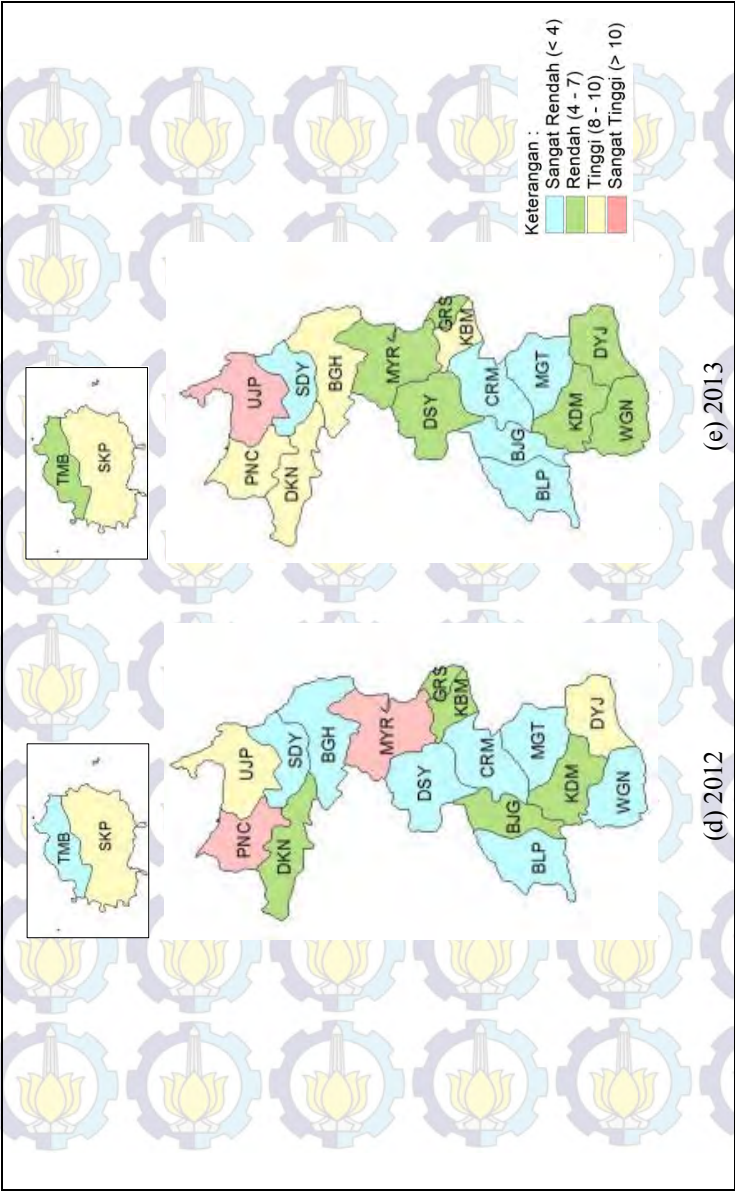 TMB
SKP
PNC
UJP
DKN
SDY
BGH
MYR
GRS
KBM
DSY
CRM
BJG
MGT
BLP
KDM
DYJ
WGN
(d) 2012
TMB
SKP
PNC
UJP
DKN
SDY
BGH
MYR
GRS
KBM
DSY
CRM
BJG
MGT
BLP
KDM
DYJ
WGN
(e) 2013
Keterangan :
Sangat Rendah (< 4)
Rendah (4 - 7)
Tinggi (8 - 10)
Sangat Tinggi (> 10)